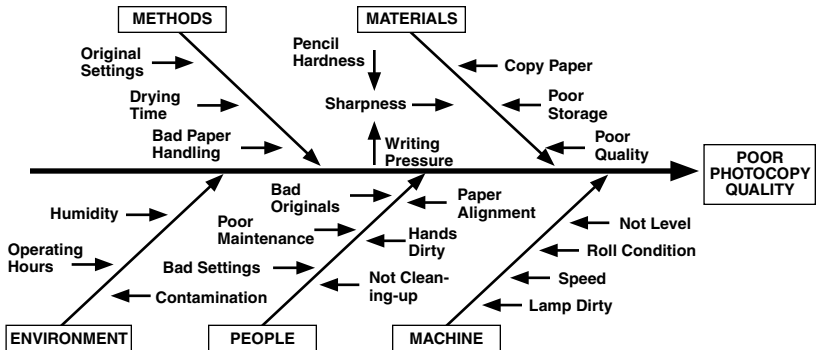 METHODS
MATERIALS
Original
Settings
Drying
Time
Bad Paper
Handling
Pencil
Hardness
Sharpness
Writing
Pressure
Copy Paper
Poor
Storage
Poor
Quality
POOR
PHOTOCOPY
QUALITY
Humidity
Operating
Hours
Contamination
Bad
Originals
Poor
Maintenance
Bad Settings
Paper
Alignment
Hands
Dirty
Not Clean-
ing-up
Not Level
Roll Condition
Speed
Lamp Dirty
ENVIRONMENT
PEOPLE
MACHINE